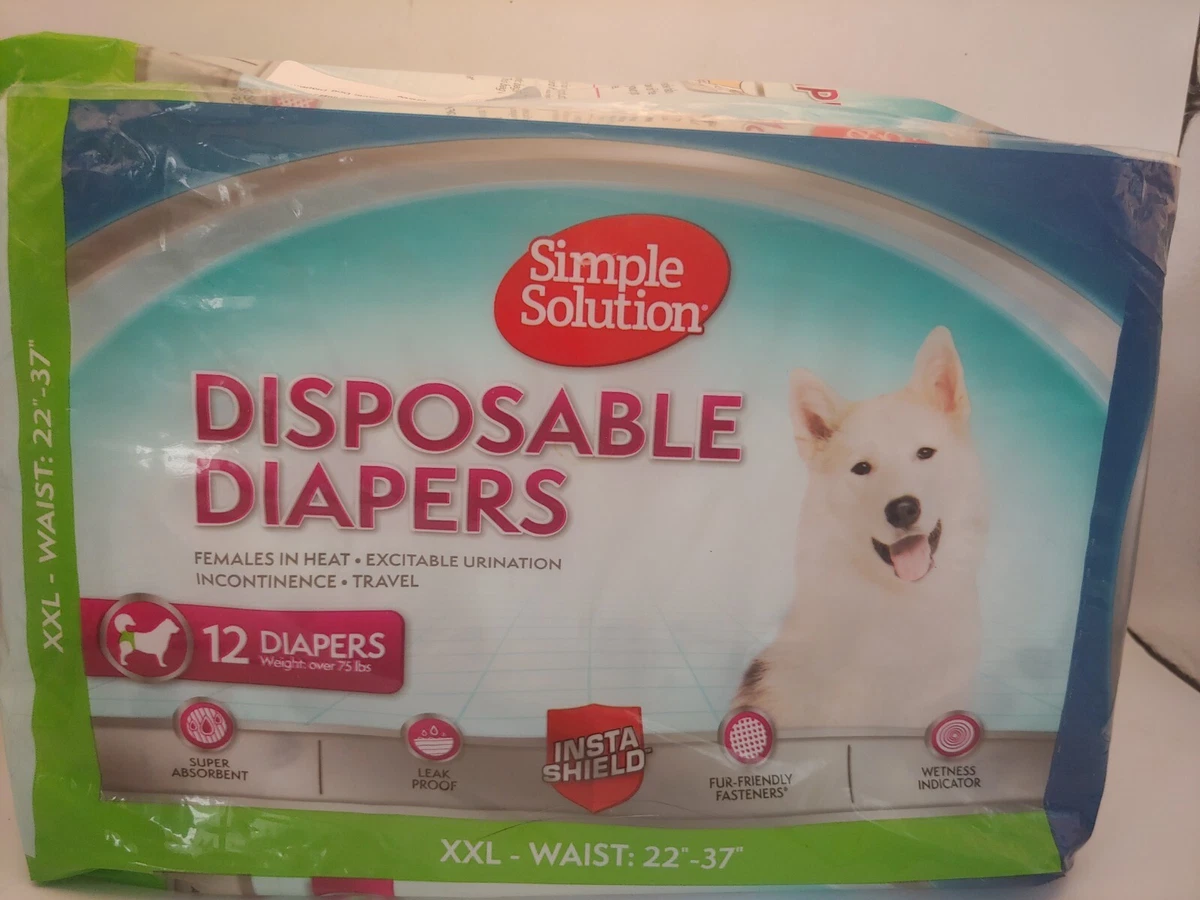 Simple
Solution®
DISPOSABLE
DIAPERS
FEMALES IN HEAT • EXCITABLE URINATION
INCONTINENCE • TRAVEL
12 DIAPERS
Weight: over 75 lbs
SUPER
ABSORBENT
LEAK
PROOF
INSTA
SHIELD™
FUR-FRIENDLY
FASTENERS®
WETNESS
INDICATOR
XXL - WAIST: 22"-37"
XXL - WAIST: 22"-37"